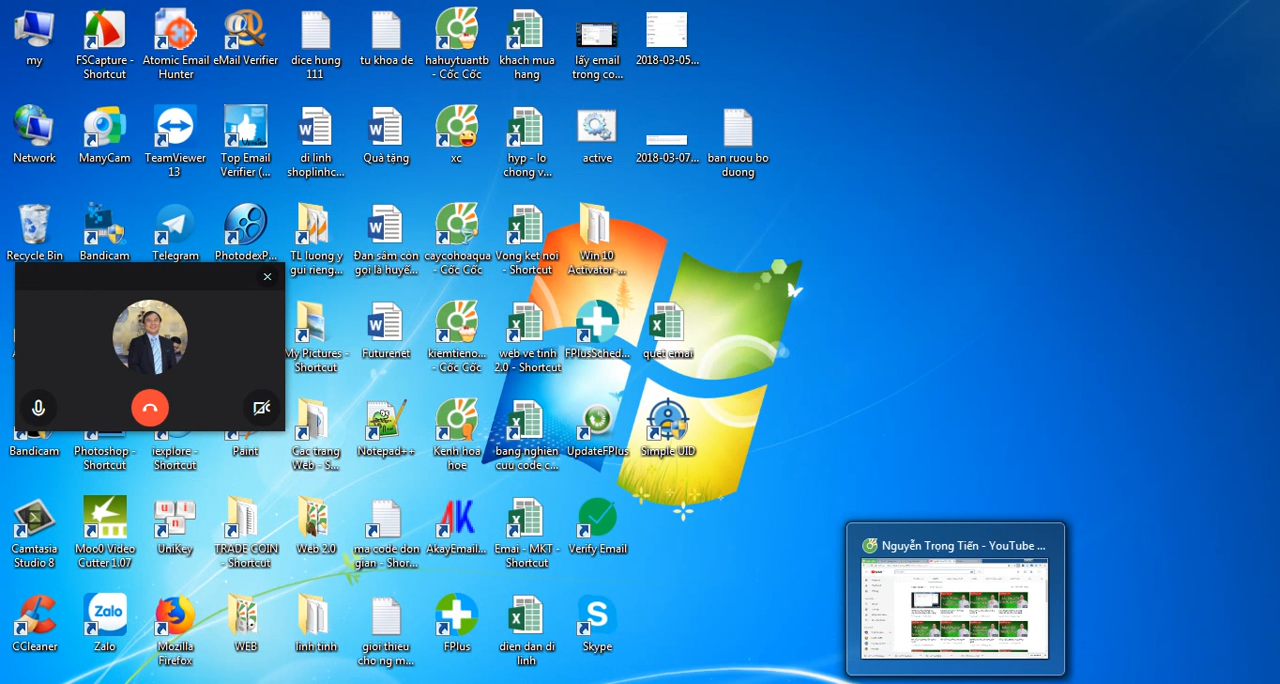 my
FSCapture -
Shortcut
Atomic Email
Hunter
eMail Verifier
dice hung
111
tu khoa de
hahuytuantb
- Cốc Cốc
khach mua
hang
lấy email
trong co...
2018-03-05...
Network
ManyCam
TeamViewer
13
Top Email
Verifier (...
di linh
shoplinhc...
Quà tặng
xc
hyp - lo
chong v...
active
2018-03-07...
ban ruou bo
duong
Recycle Bin
Bandicam
Telegram
PhotodexP...
TL luong y
gui rieng...
Đan sâm còn
gọi là huyế...
caycohoaqua
- Cốc Cốc
Vong ket noi
- Shortcut
Win 10
Activator-...
My Pictures -
Shortcut
Futurenet
kiemtieno...
- Cốc Cốc
web ve tinh
2.0 - Shortcut
FPlusSched...
quet emai
Bandicam
Photoshop -
Shortcut
iexplore -
Shortcut
Paint
Cac trang
Web - S...
Notepad++
Kenh hoa
hoe
bang nghien
cuu code c...
UpdateFPlus
Simple UID
Camtasia
Studio 8
Moo0 Video
Cutter 1.07
UniKey
TRADE COIN
- Shortcut
Web 2.0
ma code don
gian - Shor...
AK
AkayEmail...
Emai - MKT -
Shortcut
Verify Email
Nguyễn Trọng Tiến - YouTube ...
CCleaner
Zalo
Zalo
Mozilla
Firefox
WEB
linh tinh
gioi thieu
cho ng m...
FPlus
dien dan di
linh
Skype